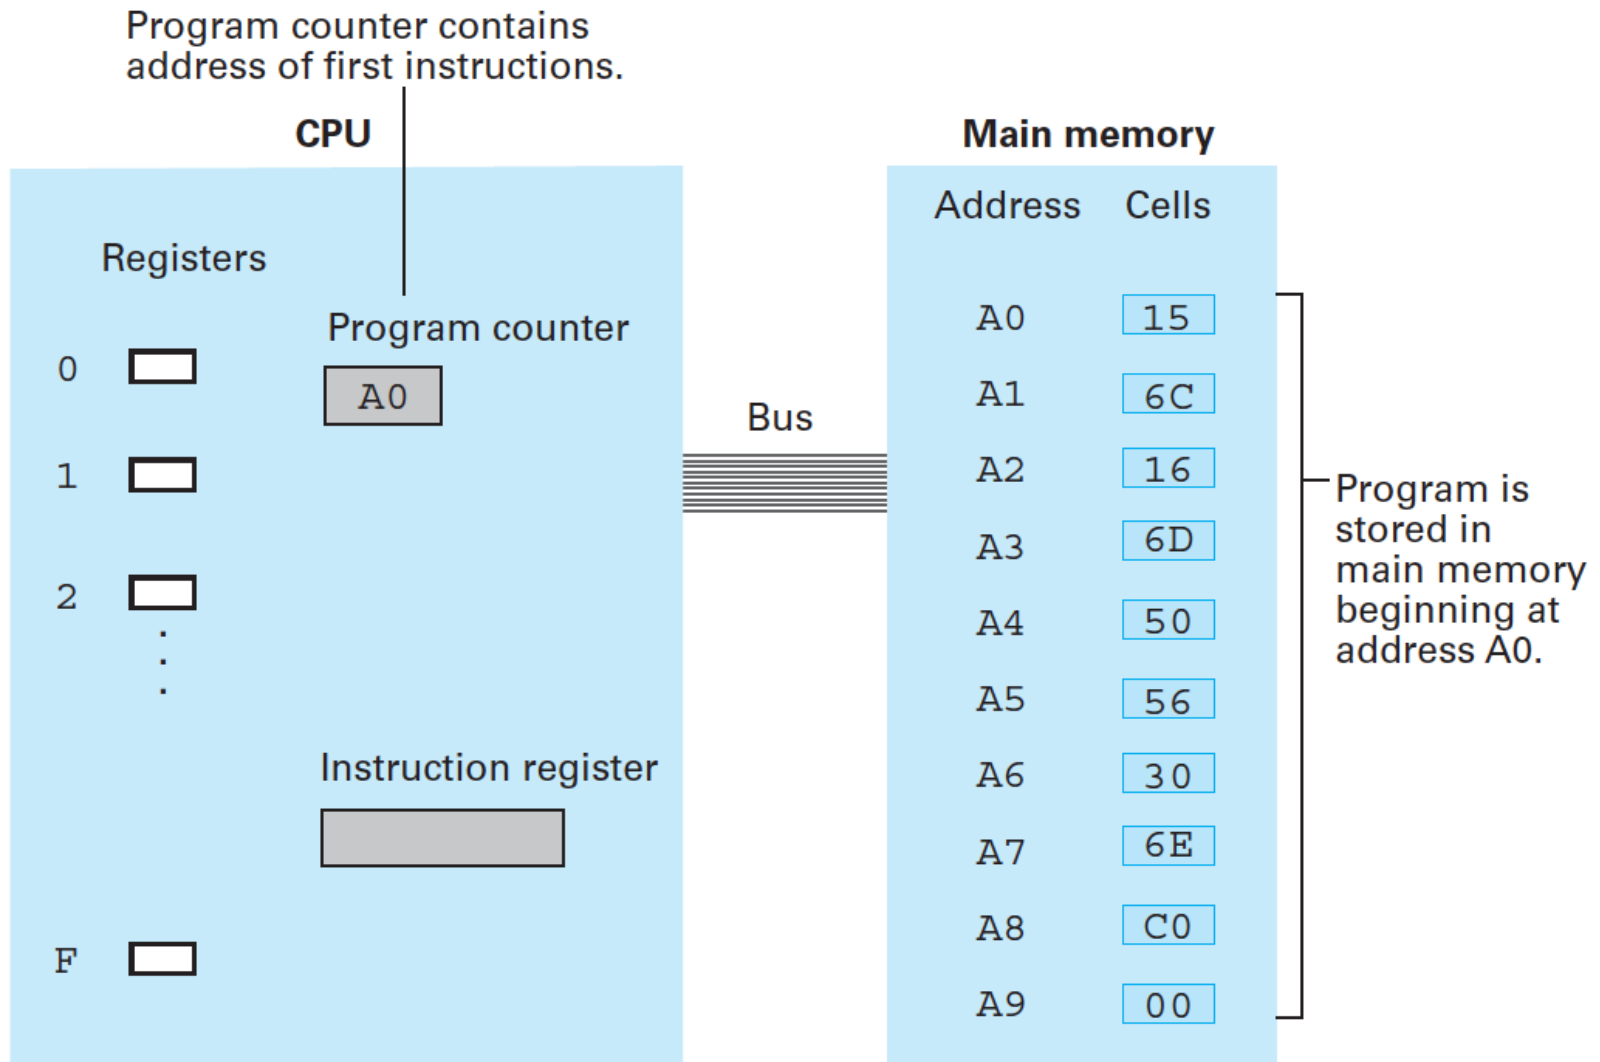 Program counter contains
address of first instructions.
CPU
Main memory
Address Cells
Registers
Program counter
A0
Bus
Instruction register
0
1
2
.
.
.
F
A0 15
A1 6C
A2 16
A3 6D
A4 50
A5 56
A6 30
A7 6E
A8 C0
A9 00
Program is
stored in
main memory
beginning at
address A0.